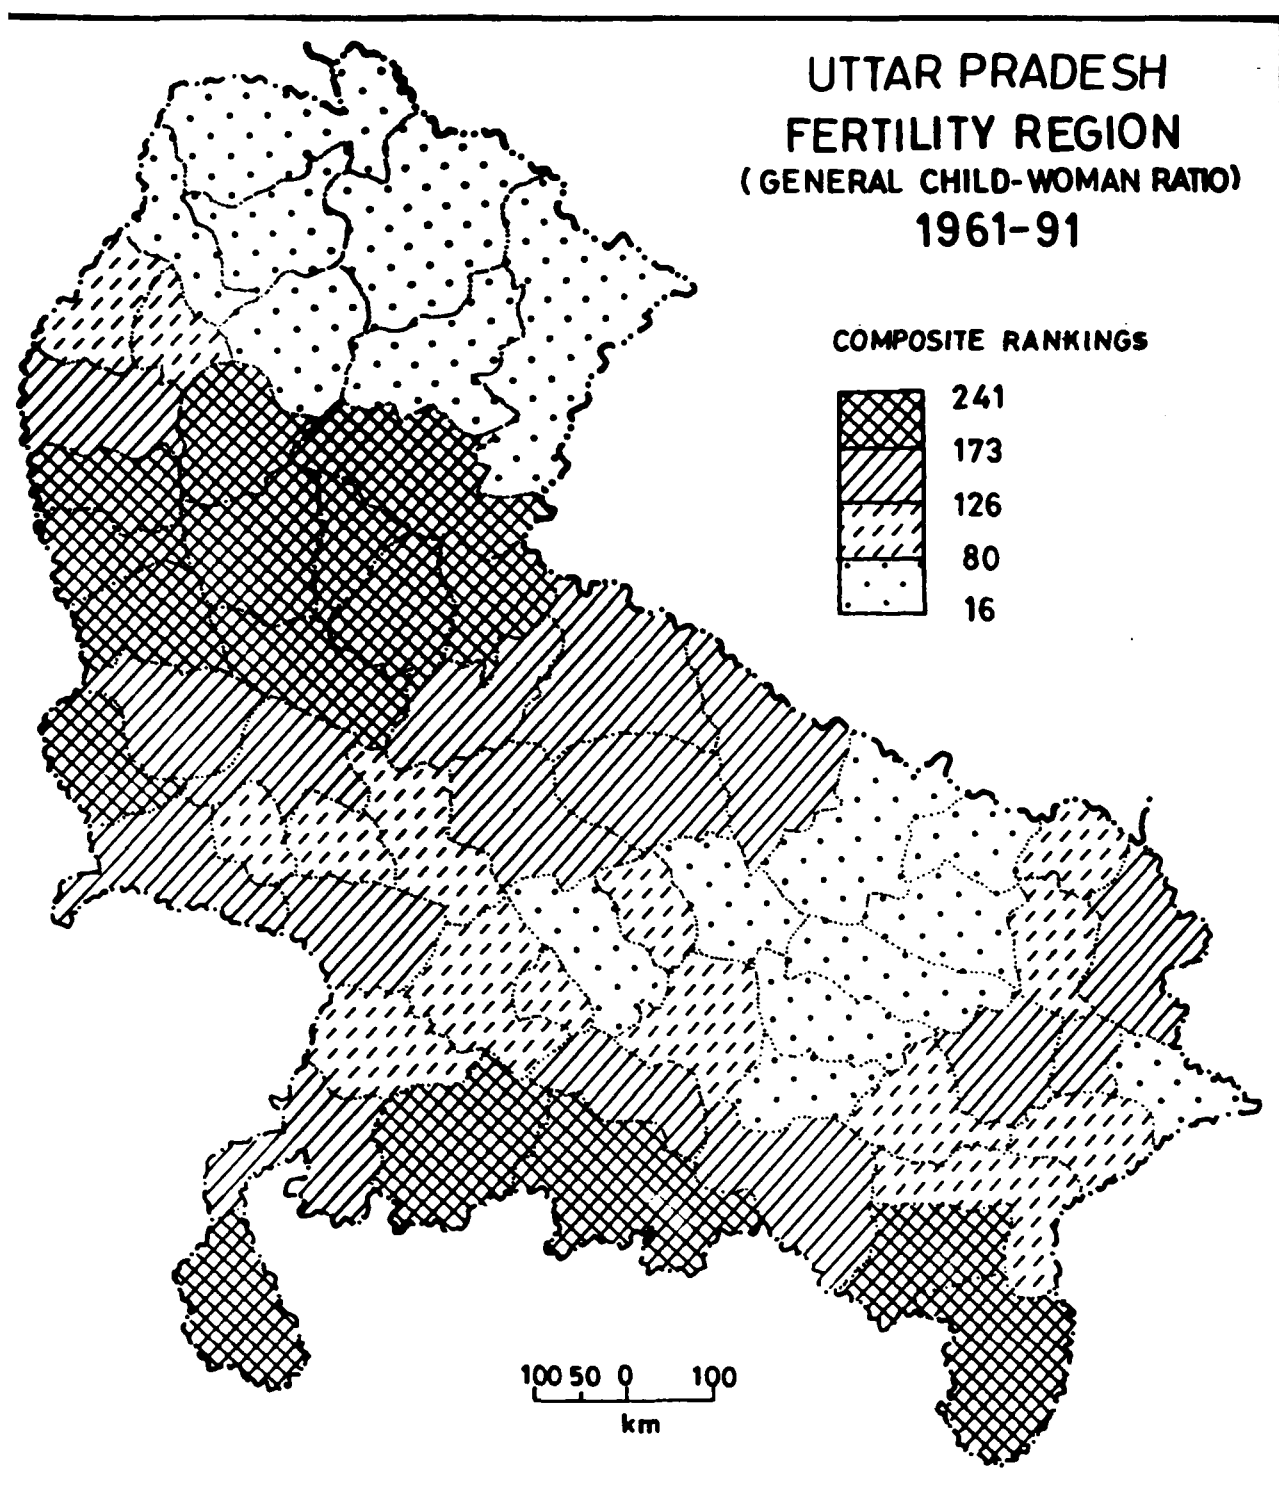 UTTAR PRADESH
FERTILITY REGION
(GENERAL CHILD-WOMAN RATIO)
1961-91
COMPOSITE RANKINGS
241
173
126
80
16
100 50 0 100
km